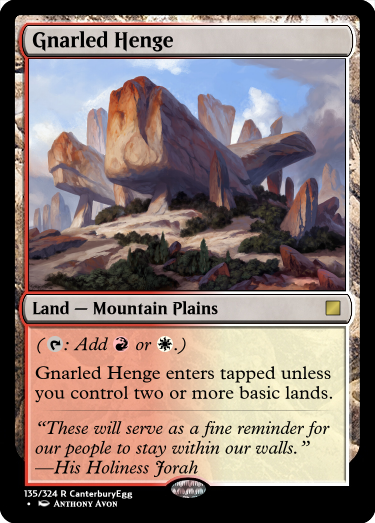 Gnarled Henge
Land — Mountain Plains
( : Add or .)
Gnarled Henge enters tapped unless
you control two or more basic lands.
“These will serve as a fine reminder for
our people to stay within our walls.”
—His Holiness Jorah
135/324 R CanterburyEgg
• Anthony Avon